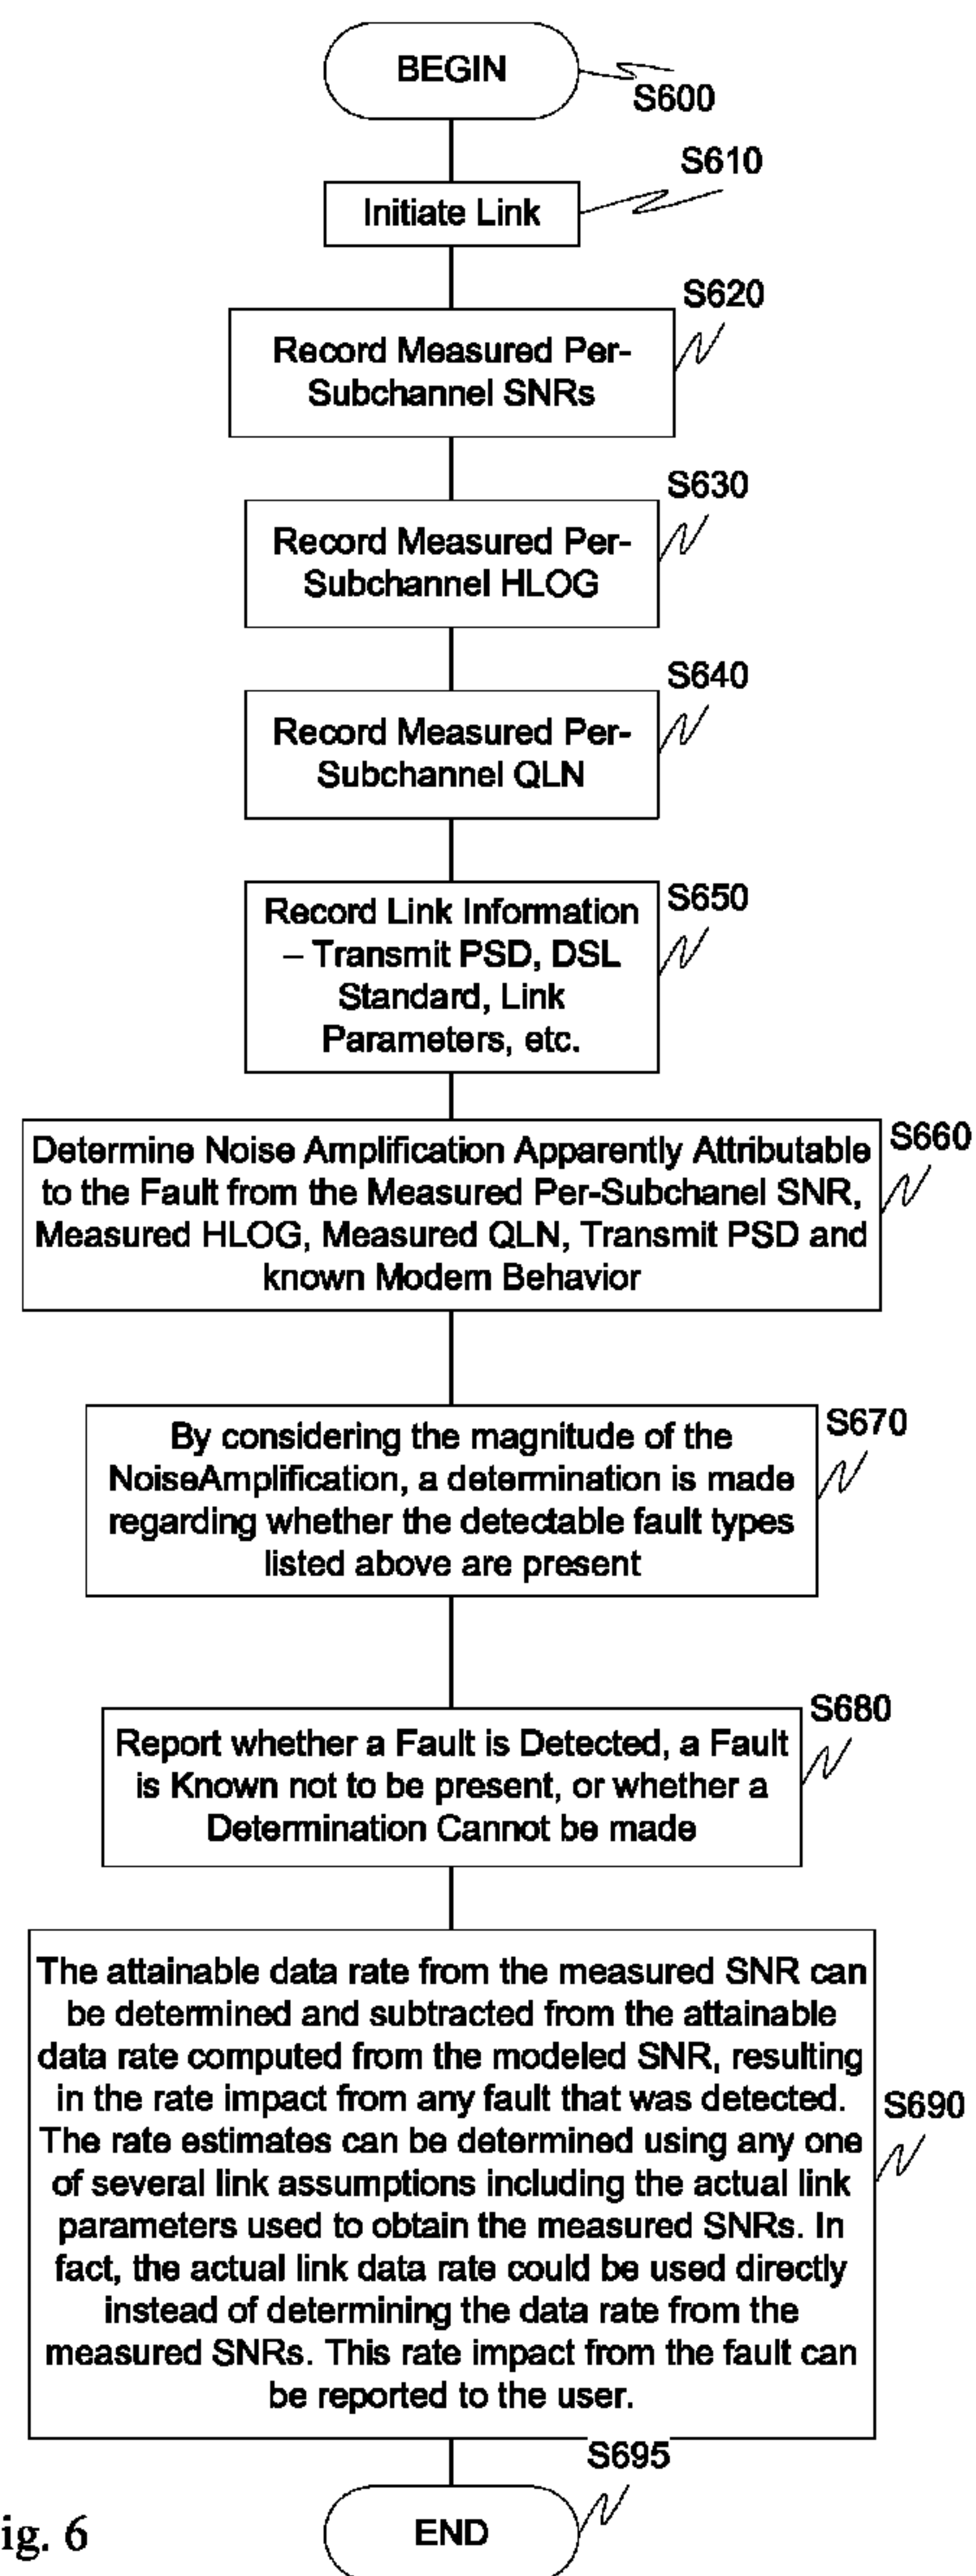 BEGIN
S600
S610
Initiate Link
S620
Record Measured Per-
Subchannel SNRs
S630
Record Measured Per-
Subchannel HLOG
S640
Record Measured Per-
Subchannel QLN
S650
Record Link Information
– Transmit PSD, DSL
Standard, Link
Parameters, etc.
S660
Determine Noise Amplification Apparently Attributable
to the Fault from the Measured Per-Subchanel SNR,
Measured HLOG, Measured QLN, Transmit PSD and
known Modem Behavior
S670
By considering the magnitude of the
NoiseAmplification, a determination is made
regarding whether the detectable fault types
listed above are present
S680
Report whether a Fault is Detected, a Fault
is Known not to be present, or whether a
Determination Cannot be made
The attainable data rate from the measured SNR can
be determined and subtracted from the attainable
data rate computed from the modeled SNR, resulting
in the rate impact from any fault that was detected.
S690
The rate estimates can be determined using any one
of several link assumptions including the actual link
parameters used to obtain the measured SNRs. In
fact, the actual link data rate could be used directly
instead of determining the data rate from the
measured SNRs. This rate impact from the fault can
be reported to the user.
S695
END
ig. 6